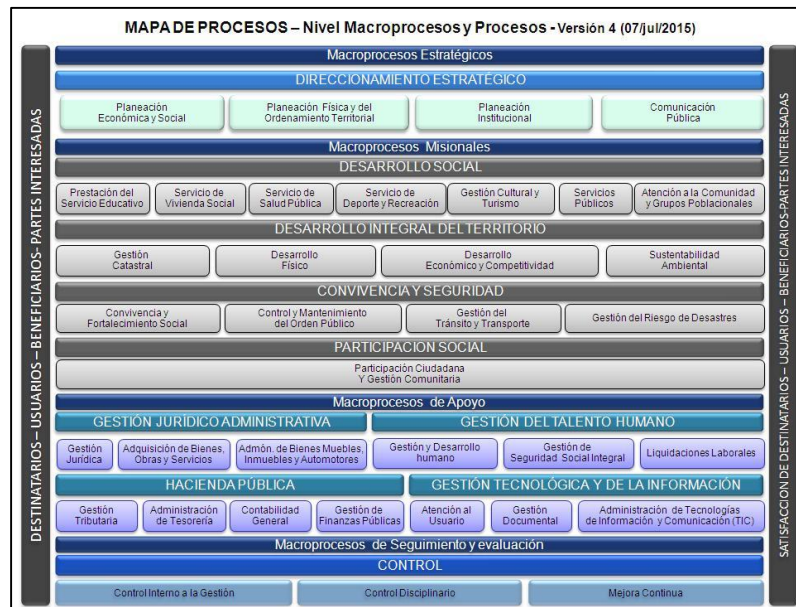 MAPA DE PROCESOS – Nivel Macroprocesos y Procesos - Versión 4 (07/jul/2015)
DESTINATARIOS – USUARIOS – BENEFICIARIOS- PARTES INTERESADAS
Macroprocesos Estratégicos
DIRECCIONAMIENTO ESTRATÉGICO
Planeación
Económica y Social
Planeación Física y del
Ordenamiento Territorial
Planeación
Institucional
Comunicación
Pública
Macroprocesos Misionales
DESARROLLO SOCIAL
Prestación del
Servicio Educativo
Servicio de
Vivienda Social
Servicio de
Salud Pública
Servicio de
Deporte y Recreación
Gestión Cultural y
Turismo
Servicios
Públicos
Atención a la Comunidad
y Grupos Poblacionales
DESARROLLO INTEGRAL DEL TERRITORIO
Gestión
Catastral
Desarrollo
Físico
Desarrollo
Económico y Competitividad
Sustentabilidad
Ambiental
CONVIVENCIA Y SEGURIDAD
Convivencia y
Fortalecimiento Social
Control y Mantenimiento
del Orden Público
Gestión del
Tránsito y Transporte
Gestión del Riesgo de Desastres
PARTICIPACION SOCIAL
Participación Ciudadana
Y Gestión Comunitaria
Macroprocesos de Apoyo
GESTIÓN JURÍDICO ADMINISTRATIVA
GESTIÓN DEL TALENTO HUMANO
Gestión
Jurídica
Adquisición de Bienes,
Obras y Servicios
Admón. de Bienes Muebles,
Inmuebles y Automotores
Gestión y Desarrollo
humano
Gestión de
Seguridad Social Integral
Liquidaciones Laborales
HACIENDA PÚBLICA
GESTIÓN TECNOLÓGICA Y DE LA INFORMACIÓN
Gestión
Tributaria
Administración
de Tesorería
Contabilidad
General
Gestión de
Finanzas Públicas
Atención al
Usuario
Gestión
Documental
Administración de Tecnologías
de Información y Comunicación (TIC)
Macroprocesos de Seguimiento y evaluación
CONTROL
Control Interno a la Gestión
Control Disciplinario
Mejora Continua
SATISFACCION DE DESTINATARIOS – USUARIOS – BENEFICIARIOS-PARTES INTERESADAS